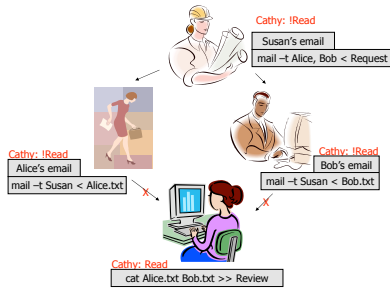 Cathy: !Read
Susan's email
mail –t Alice, Bob < Request
Cathy: !Read
Alice's email
mail –t Susan < Alice.txt
X
Cathy: !Read
Bob's email
mail –t Susan < Bob.txt
X
Cathy: Read
cat Alice.txt Bob.txt >> Review